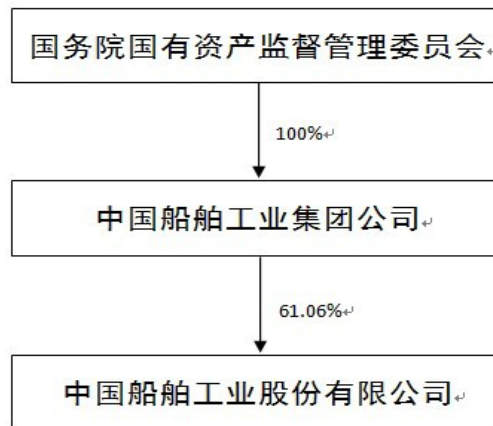 国务院国有资产监督管理委员会
100%
中国船舶工业集团公司
61.06%
中国船舶工业股份有限公司